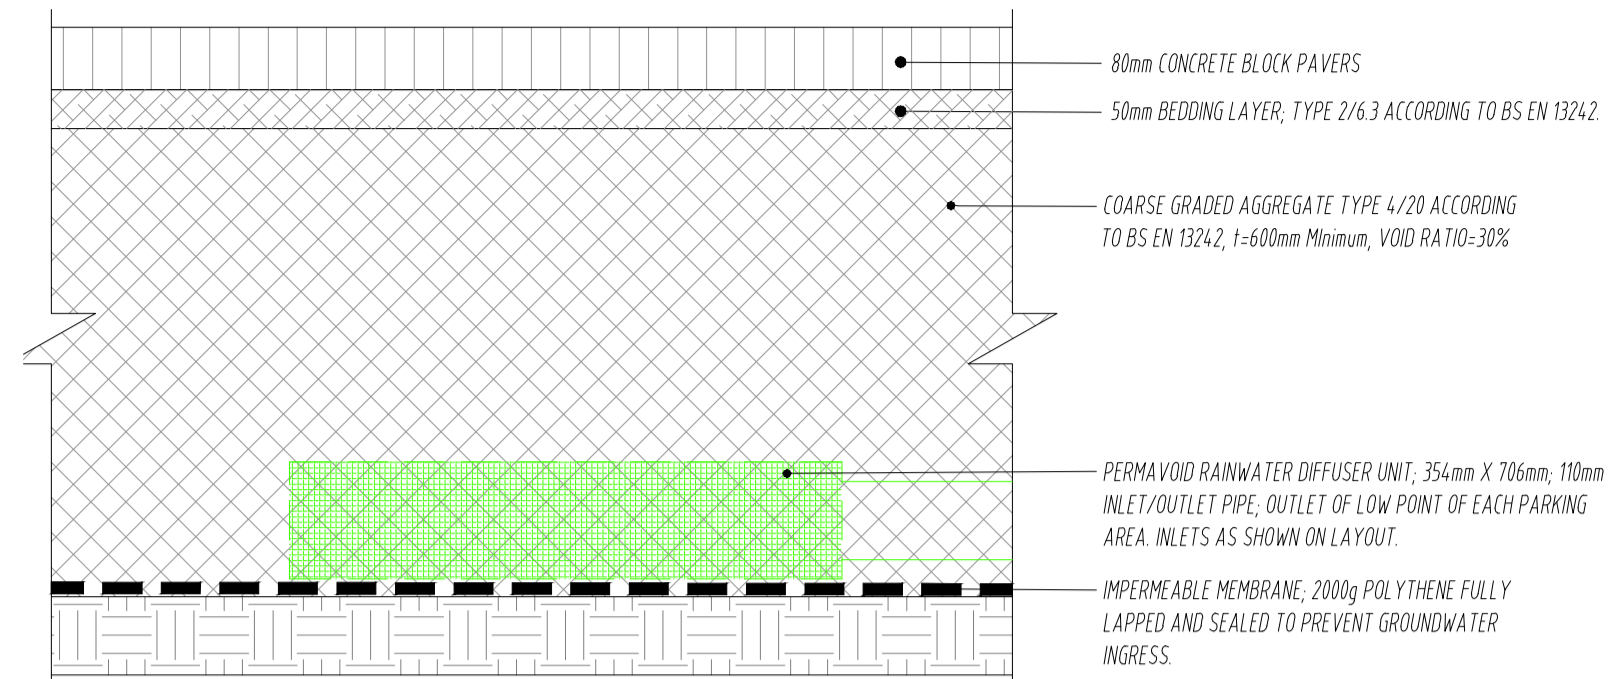 80mm CONCRETE BLOCK PAVERS
50mm BEDDING LAYER; TYPE 2/6.3 ACCORDING TO BS EN 13242.
COARSE GRADED AGGREGATE TYPE 4/20 ACCORDING
TO BS EN 13242, t=600mm MInimum, VOID RATIO=30%
PERMAVOID RAINWATER DIFFUSER UNIT; 354mm X 706mm; 110mm
INLET/OUTLET PIPE; OUTLET OF LOW POINT OF EACH PARKING
AREA. INLETS AS SHOWN ON LAYOUT.
IMPERMEABLE MEMBRANE; 2000g POLYTHENE FULLY
LAPPED AND SEALED TO PREVENT GROUNDWATER
INGRESS.